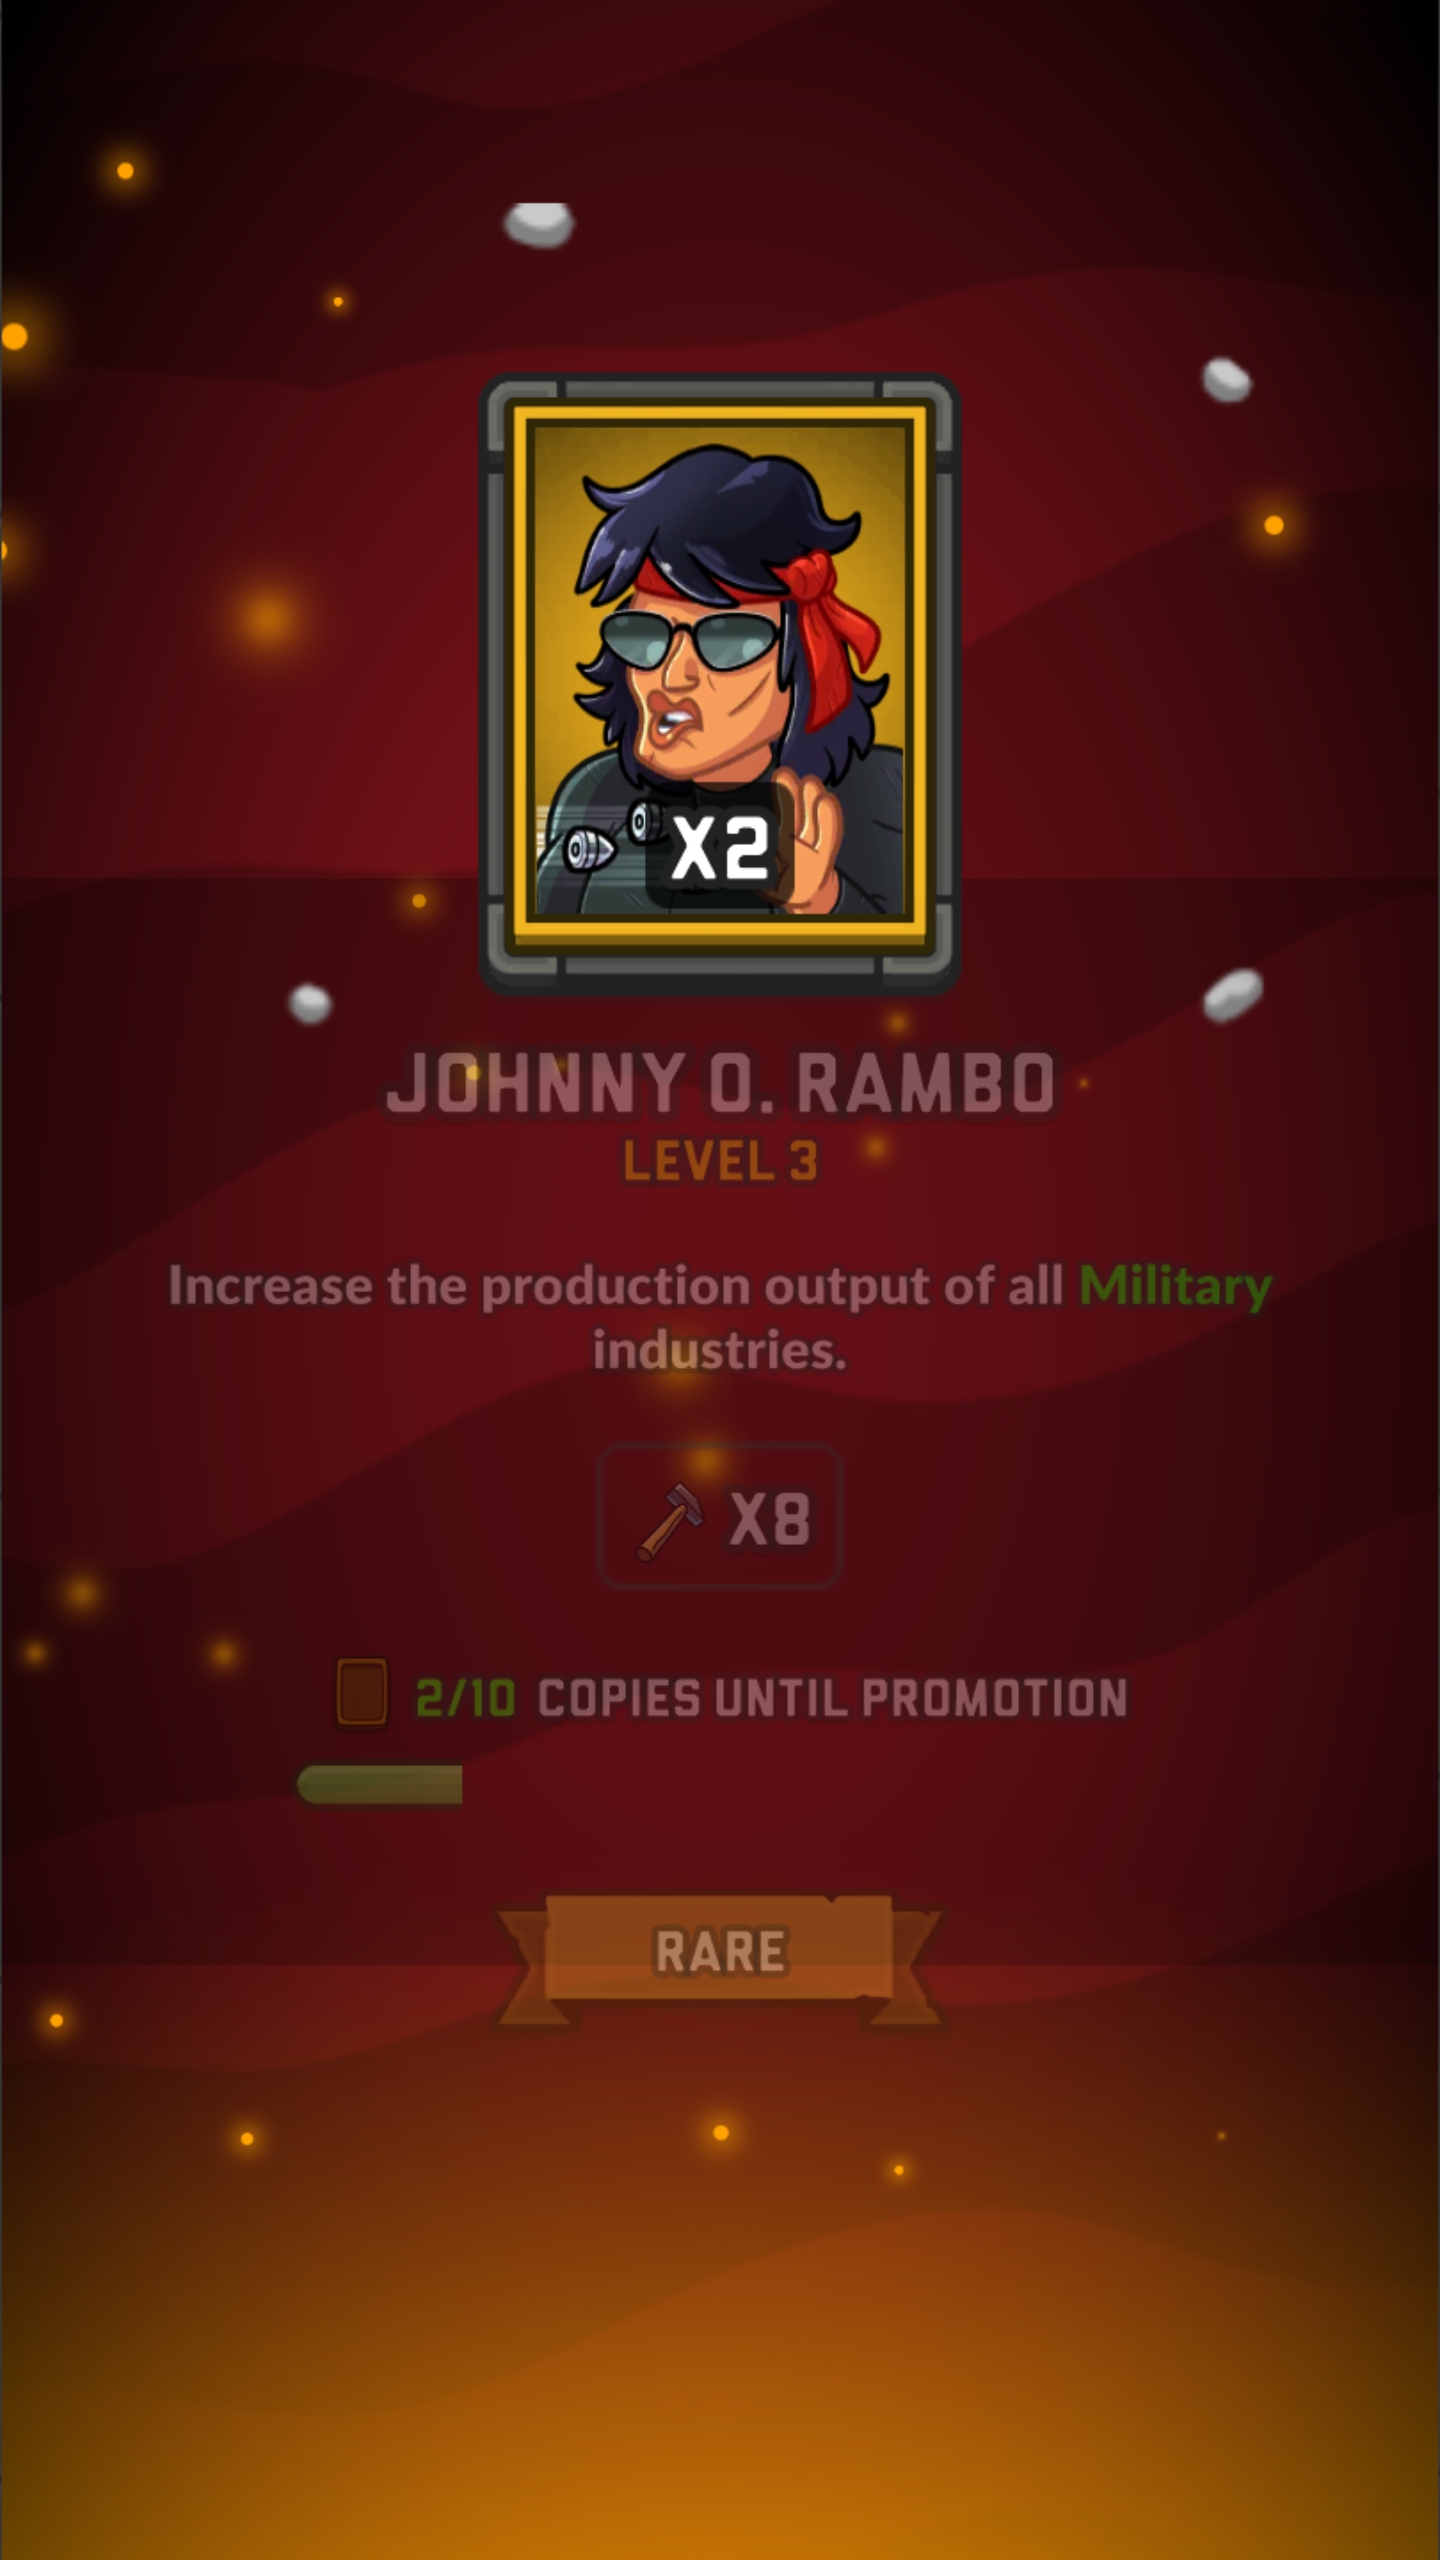 X2
JOHNNY O. RAMBO
LEVEL 3
Increase the production output of all Military
industries.
X8
2/10 COPIES UNTIL PROMOTION
RARE